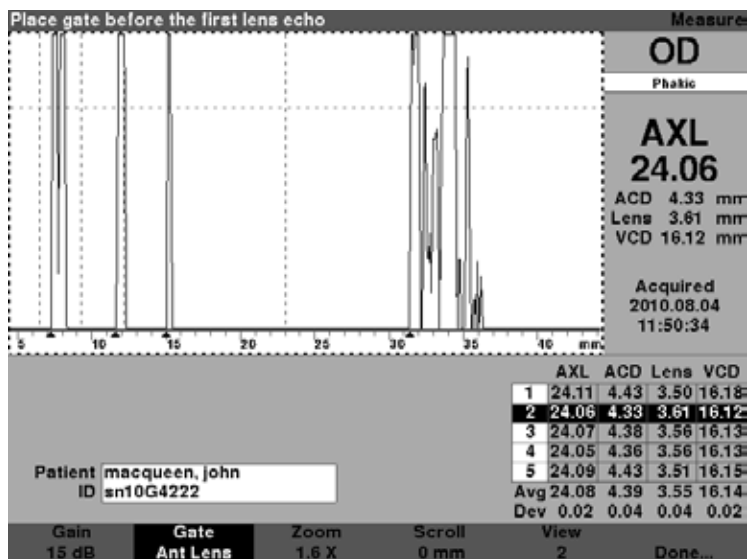 Place gate before the first lens echo
Measure
OD
Phakic
AXL
24.06
ACD 4.33 mm
Lens 3.61 mm
VCD 16.12 mm
Acquired
2010.08.04
11:50:34
5 10 15 20 25 30 35 40 mm
AXL ACD Lens VCD
1 24.11 4.43 3.50 16.18
2 24.06 4.33 3.61 16.12
3 24.07 4.38 3.56 16.13
4 24.05 4.36 3.56 16.13
5 24.09 4.43 3.51 16.15
Avg 24.08 4.39 3.55 16.14
Dev 0.02 0.04 0.04 0.02
Patient macqueen, john
ID sn10G4222
Gain Gate Zoom Scroll View
15 dB Ant Lens 1.6 X 0 mm 2 Done...